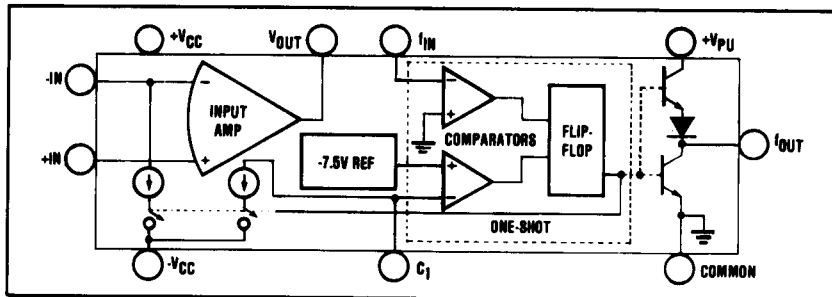 +VCC
VOUT
fIN
+VPU
-IN
INPUT
AMP
+IN
COMPARATORS
FLIP-
FLOP
fOUT
-7.5V REF
ONE-SHOT
-VCC
C1
COMMON
− +
− +
+ −